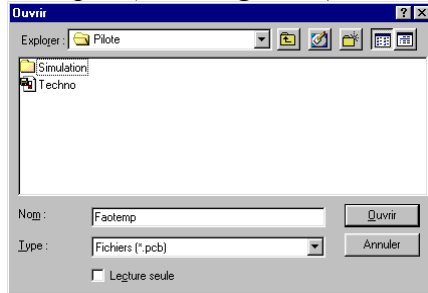 Ouvrir
Explorer : Pilote
Simulation
Techno
Nom : Faotemp Ouvrir
Type : Fichiers (*.pcb) Annuler
Lecture seule